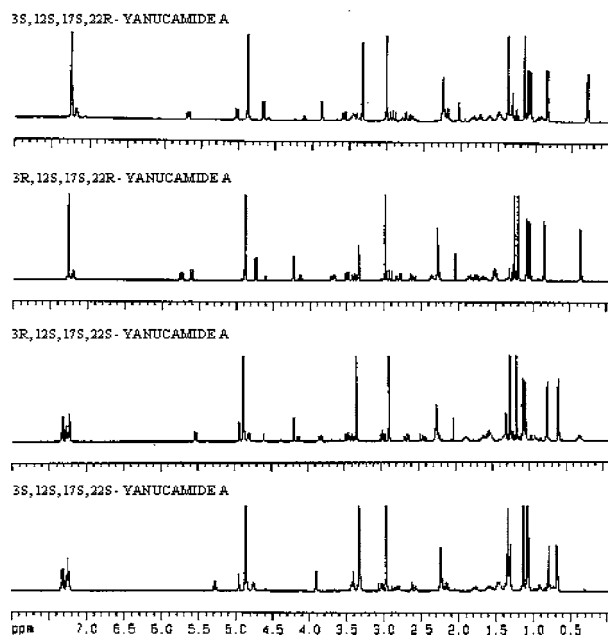 3S,12S,17S,22R- YANUCAMIDE A
3R,12S,17S,22R- YANUCAMIDE A
3R,12S,17S,22S- YANUCAMIDE A
3S,12S,17S,22S- YANUCAMIDE A
ppm 7.0 6.5 6.0 5.5 5.0 4.5 4.0 3.5 3.0 2.5 2.0 1.5 1.0 0.5